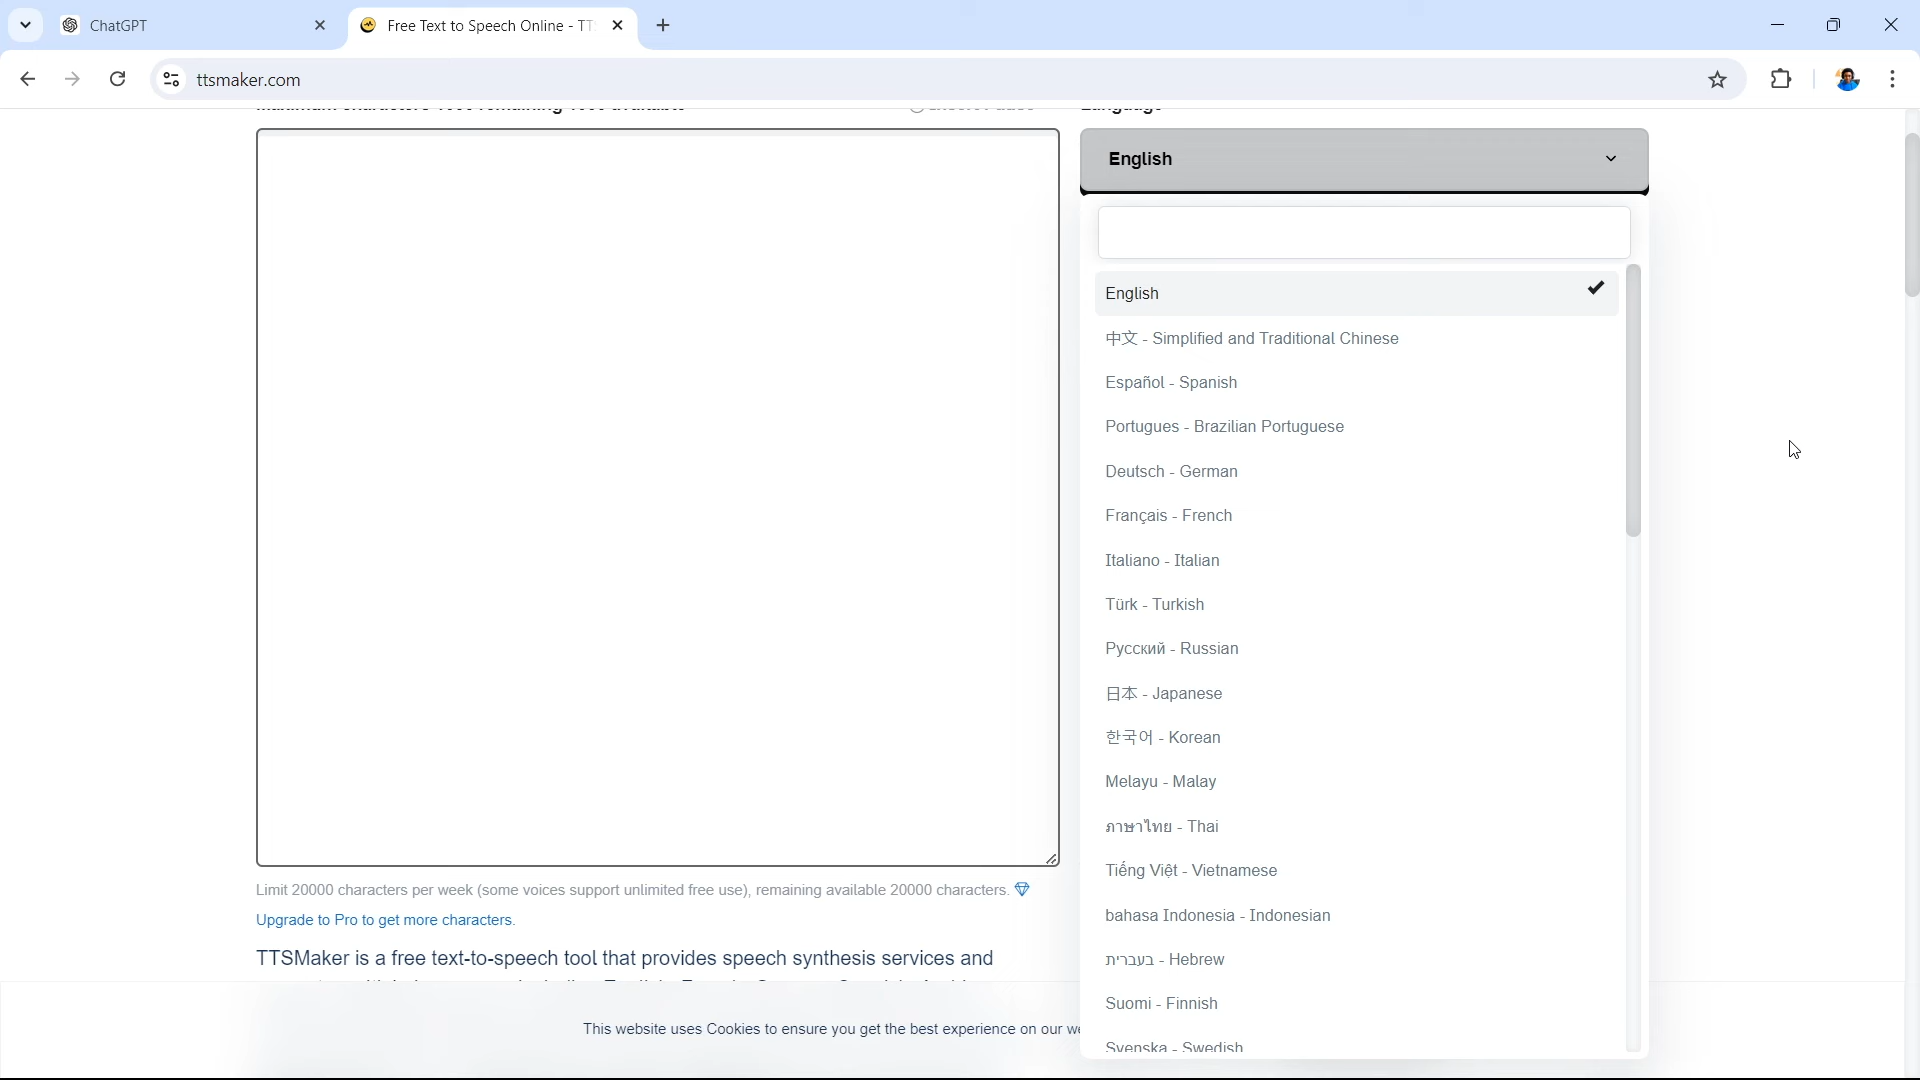 ChatGPT
Free Text to Speech Online - TT
ttsmaker.com
Language
English
English
中文 - Simplified and Traditional Chinese
Español - Spanish
Portugues - Brazilian Portuguese
Deutsch - German
Français - French
Italiano - Italian
Türk - Turkish
Русский - Russian
日本 - Japanese
한국어 - Korean
Melayu - Malay
ภาษาไทย - Thai
Tiếng Việt - Vietnamese
bahasa Indonesia - Indonesian
בעברית - Hebrew
Suomi - Finnish
Svenska - Swedish
Limit 20000 characters per week (some voices support unlimited free use), remaining available 20000 characters.
Upgrade to Pro to get more characters.
TTSMaker is a free text-to-speech tool that provides speech synthesis services and
This website uses Cookies to ensure you get the best experience on our we